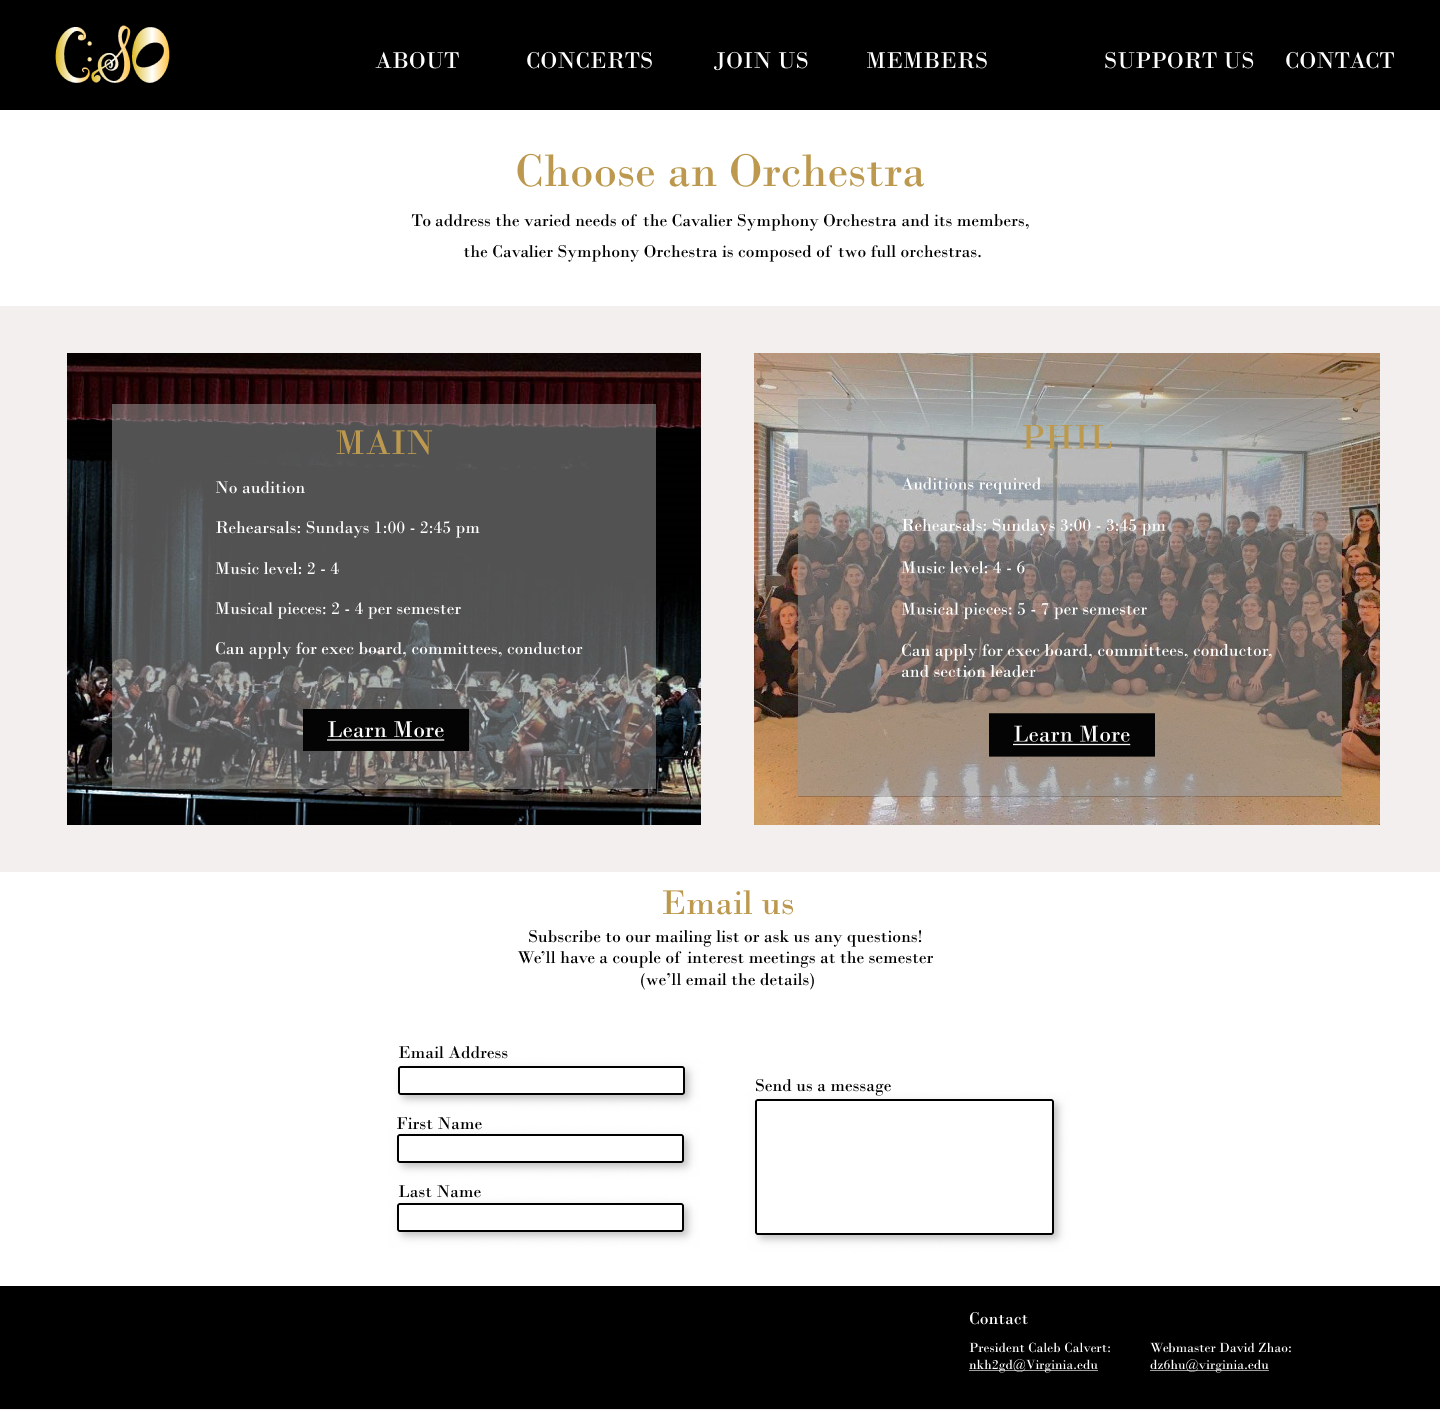 C:SO
ABOUT CONCERTS JOIN US MEMBERS SUPPORT US CONTACT
Choose an Orchestra
To address the varied needs of the Cavalier Symphony Orchestra and its members,
the Cavalier Symphony Orchestra is composed of two full orchestras.
MAIN
No audition
Rehearsals: Sundays 1:00 - 2:45 pm
Music level: 2 - 4
Musical pieces: 2 - 4 per semester
Can apply for exec board, committees, conductor
Learn More
PHIL
Auditions required
Rehearsals: Sundays 3:00 - 3:45 pm
Music level: 4 - 6
Musical pieces: 5 - 7 per semester
Can apply for exec board, committees, conductor,
and section leader
Learn More
Email us
Subscribe to our mailing list or ask us any questions!
We’ll have a couple of interest meetings at the semester
(we’ll email the details)
Email Address
First Name
Last Name
Send us a message
Contact
President Caleb Calvert:
nkh2gd@Virginia.edu
Webmaster David Zhao:
dz6hu@virginia.edu